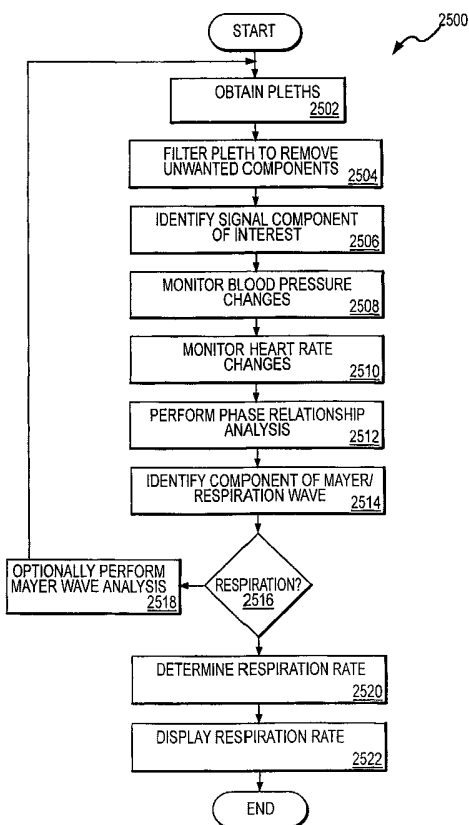 2500
START
OBTAIN PLETHS
2502
FILTER PLETH TO REMOVE
UNWANTED COMPONENTS
2504
IDENTIFY SIGNAL COMPONENT
OF INTEREST
2506
MONITOR BLOOD PRESSURE
CHANGES
2508
MONITOR HEART RATE
CHANGES
2510
PERFORM PHASE RELATIONSHIP
ANALYSIS
2512
IDENTIFY COMPONENT OF MAYER/
RESPIRATION WAVE
2514
RESPIRATION?
2516
OPTIONALLY PERFORM
MAYER WAVE ANALYSIS
2518
DETERMINE RESPIRATION RATE
2520
DISPLAY RESPIRATION RATE
2522
END